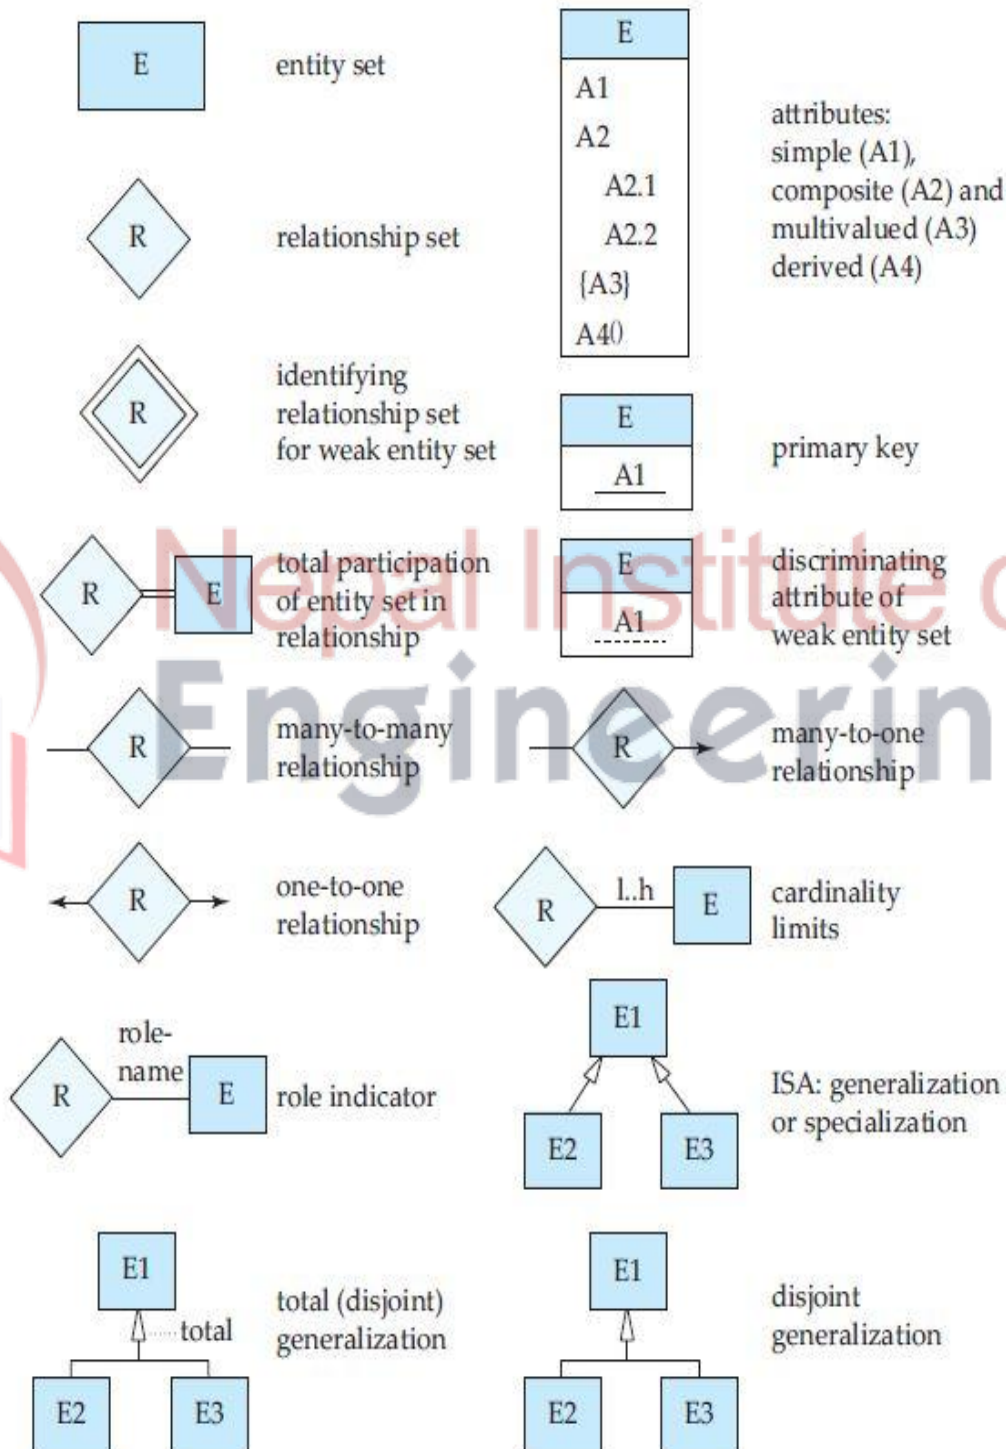 E
entity set
E
A1
A2
A2.1
A2.2
{A3}
A4()
attributes:
simple (A1),
composite (A2) and
multivalued (A3)
derived (A4)
R
relationship set
R
identifying
relationship set
for weak entity set
E
A1
primary key
R
E
total participation
of entity set in
relationship
E
A1
discriminating
attribute of
weak entity set
Nepal Institute o
Engineerin
R
many-to-many
relationship
R
many-to-one
relationship
R
one-to-one
relationship
R
l..h
E
cardinality
limits
R
role-
name
E
role indicator
E1
E2
E3
ISA: generalization
or specialization
E1
total
E2
E3
total (disjoint)
generalization
E1
E2
E3
disjoint
generalization